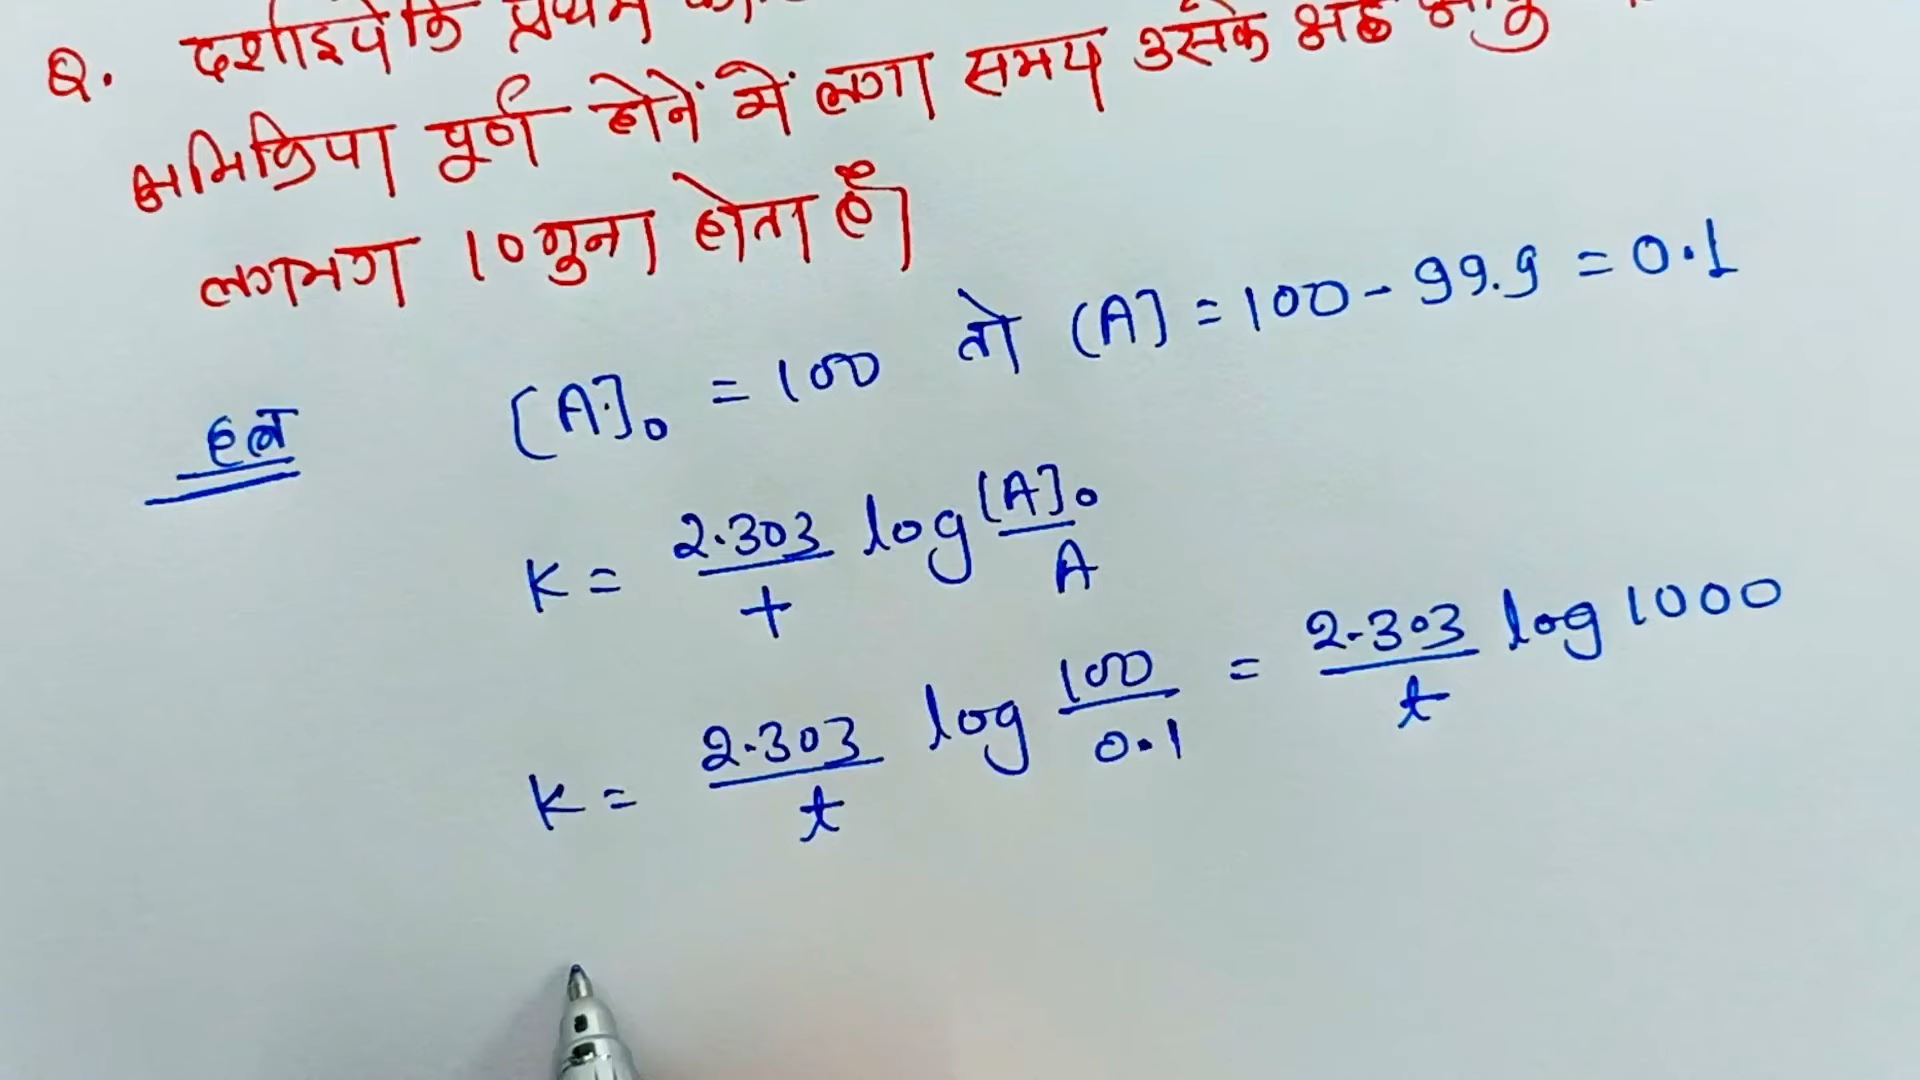 Q. दर्शाइये कि प्रथम
अभिक्रिया पूर्ण होनें में लगा समय उसके अर्द्ध आयु
लगभग 10 गुना होता है।
हल [A]₀ = 100 तो [A] = 100 - 99.9 = 0.1
K = 2.303/t log [A]₀/A
K = 2.303/t log 100/0.1 = 2.303/t log 1000